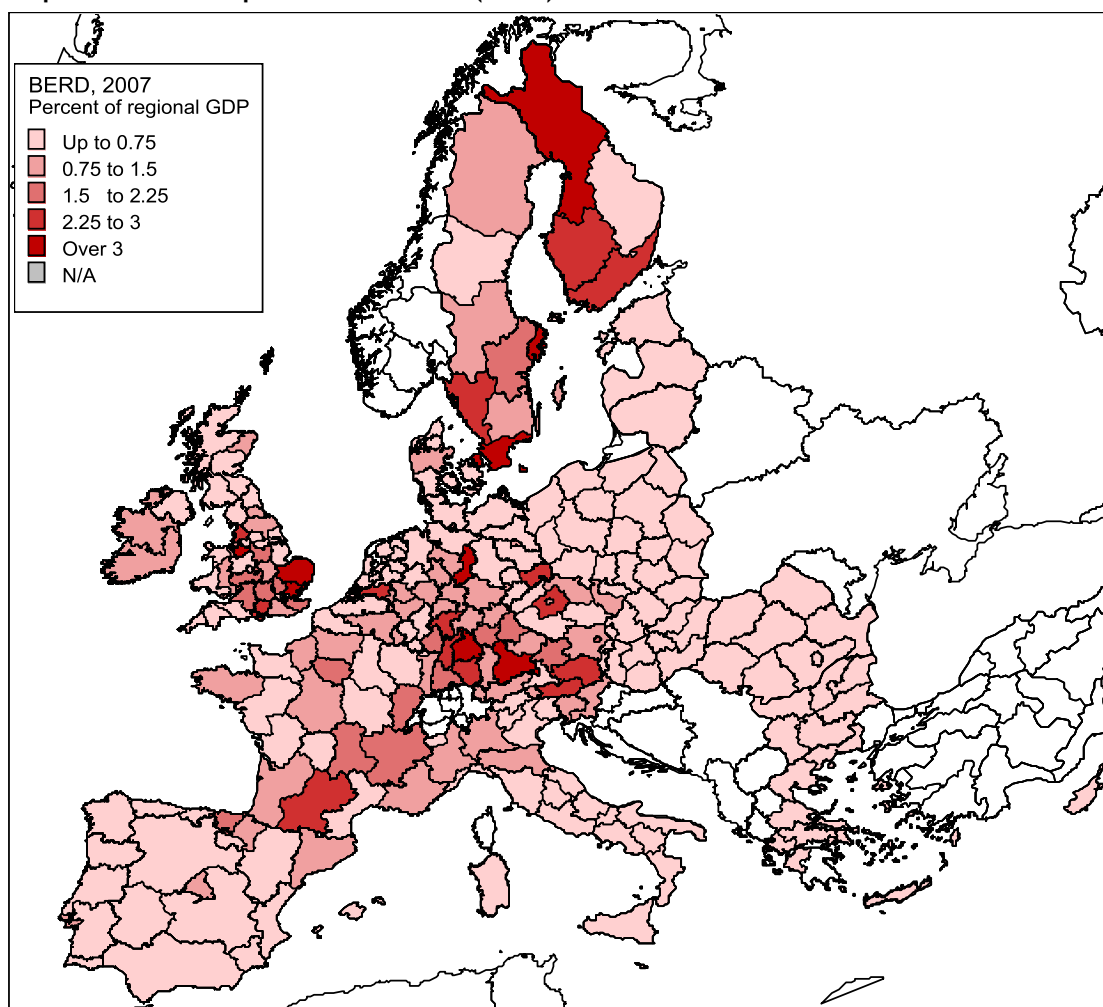 BERD, 2007
Percent of regional GDP
Up to 0.75
0.75 to 1.5
1.5 to 2.25
2.25 to 3
Over 3
N/A